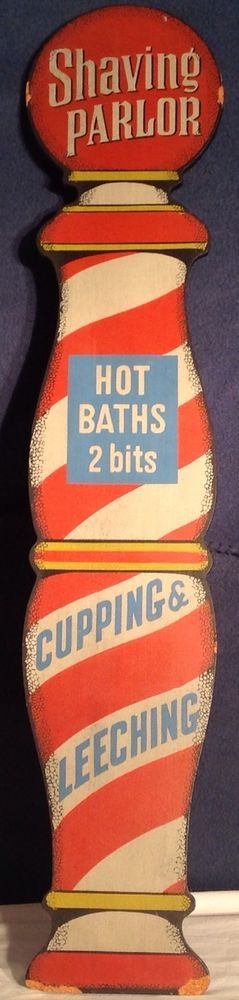 Shaving
PARLOR
HOT
BATHS
2 bits
CUPPING &
LEECHING